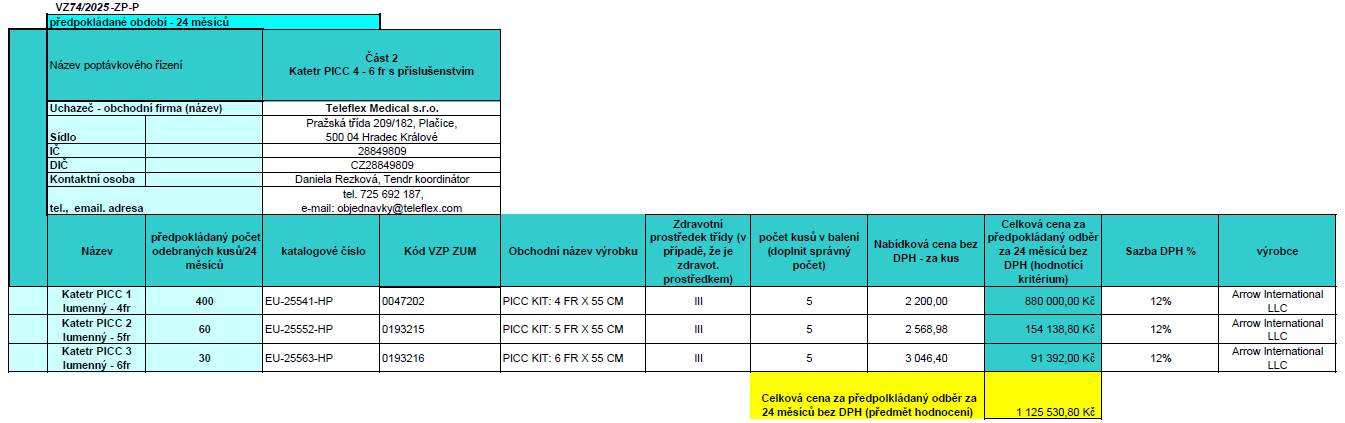 VZ74/2025-ZP-P
předpokládané období - 24 měsíců
Název poptávkového řízení
Část 2
Katetr PICC 4 - 6 fr s příslušenstvím
Uchazeč - obchodní firma (název)
Teleflex Medical s.r.o.
Sídlo
Pražská třída 209/182, Plačice,
500 04 Hradec Králové
IČ
28849809
DIČ
CZ28849809
Kontaktní osoba
Daniela Rezková, Tendr koordinátor
tel., email. adresa
tel. 725 692 187,
e-mail: objednavky@teleflex.com
Název
předpokládaný počet
odebraných kusů/24
měsíců
katalogové číslo
Kód VZP ZUM
Obchodní název výrobku
Zdravotní
prostředek třídy (v
případě, že je
zdravot.
prostředkem)
počet kusů v balení
(doplnit správný
počet)
Nabídková cena bez
DPH - za kus
Celková cena za
předpokládaný odběr
za 24 měsíců bez
DPH (hodnotící
kritérium)
Sazba DPH %
výrobce
Katetr PICC 1
lumenný - 4fr
400
EU-25541-HP
0047202
PICC KIT: 4 FR X 55 CM
III
5
2 200,00
880 000,00 Kč
12%
Arrow International
LLC
Katetr PICC 2
lumenný - 5fr
60
EU-25552-HP
0193215
PICC KIT: 5 FR X 55 CM
III
5
2 568,98
154 138,80 Kč
12%
Arrow International
LLC
Katetr PICC 3
lumenný - 6fr
30
EU-25563-HP
0193216
PICC KIT: 6 FR X 55 CM
III
5
3 046,40
91 392,00 Kč
12%
Arrow International
LLC
Celková cena za předpolkládaný odběr za
24 měsíců bez DPH (předmět hodnocení)
1 125 530,80 Kč